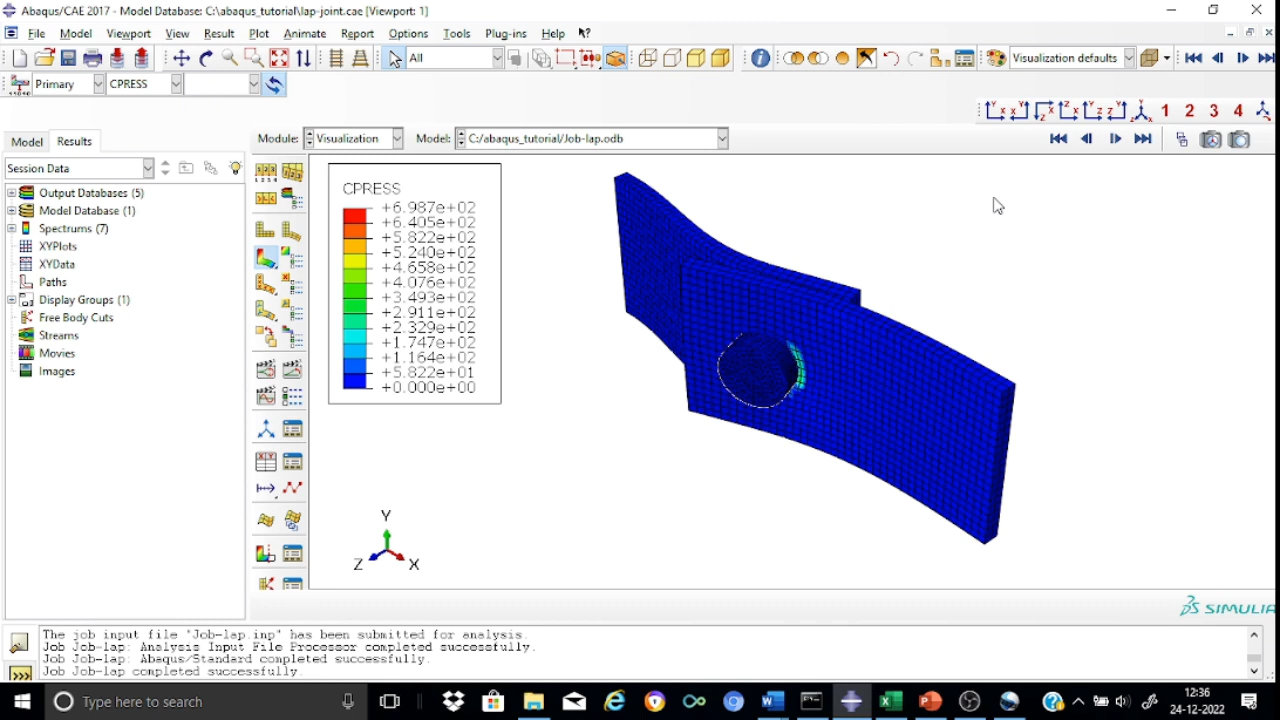 Abaqus/CAE 2017 - Model Database: C:\abaqus_tutorial\lap-joint.cae [Viewport: 1]
File Model Viewport View Result Plot Animate Report Options Tools Plug-ins Help
All
Visualization defaults
Primary CPRESS
1 2 3 4
Model Results
Module: Visualization Model: C:/abaqus_tutorial/Job-lap.odb
Session Data
Output Databases (5)
Model Database (1)
Spectrums (7)
XYPlots
XYData
Paths
Display Groups (1)
Free Body Cuts
Streams
Movies
Images
CPRESS
+6.987e+02
+6.405e+02
+5.822e+02
+5.240e+02
+4.658e+02
+4.076e+02
+3.493e+02
+2.911e+02
+2.329e+02
+1.747e+02
+1.164e+02
+5.822e+01
+0.000e+00
Y
Z X
SIMULIA
The job input file "Job-lap.inp" has been submitted for analysis.
Job Job-lap: Analysis Input File Processor completed successfully.
Job Job-lap: Abaqus/Standard completed successfully.
Job Job-lap completed successfully.
>>>
Type here to search
12:36
24-12-2022